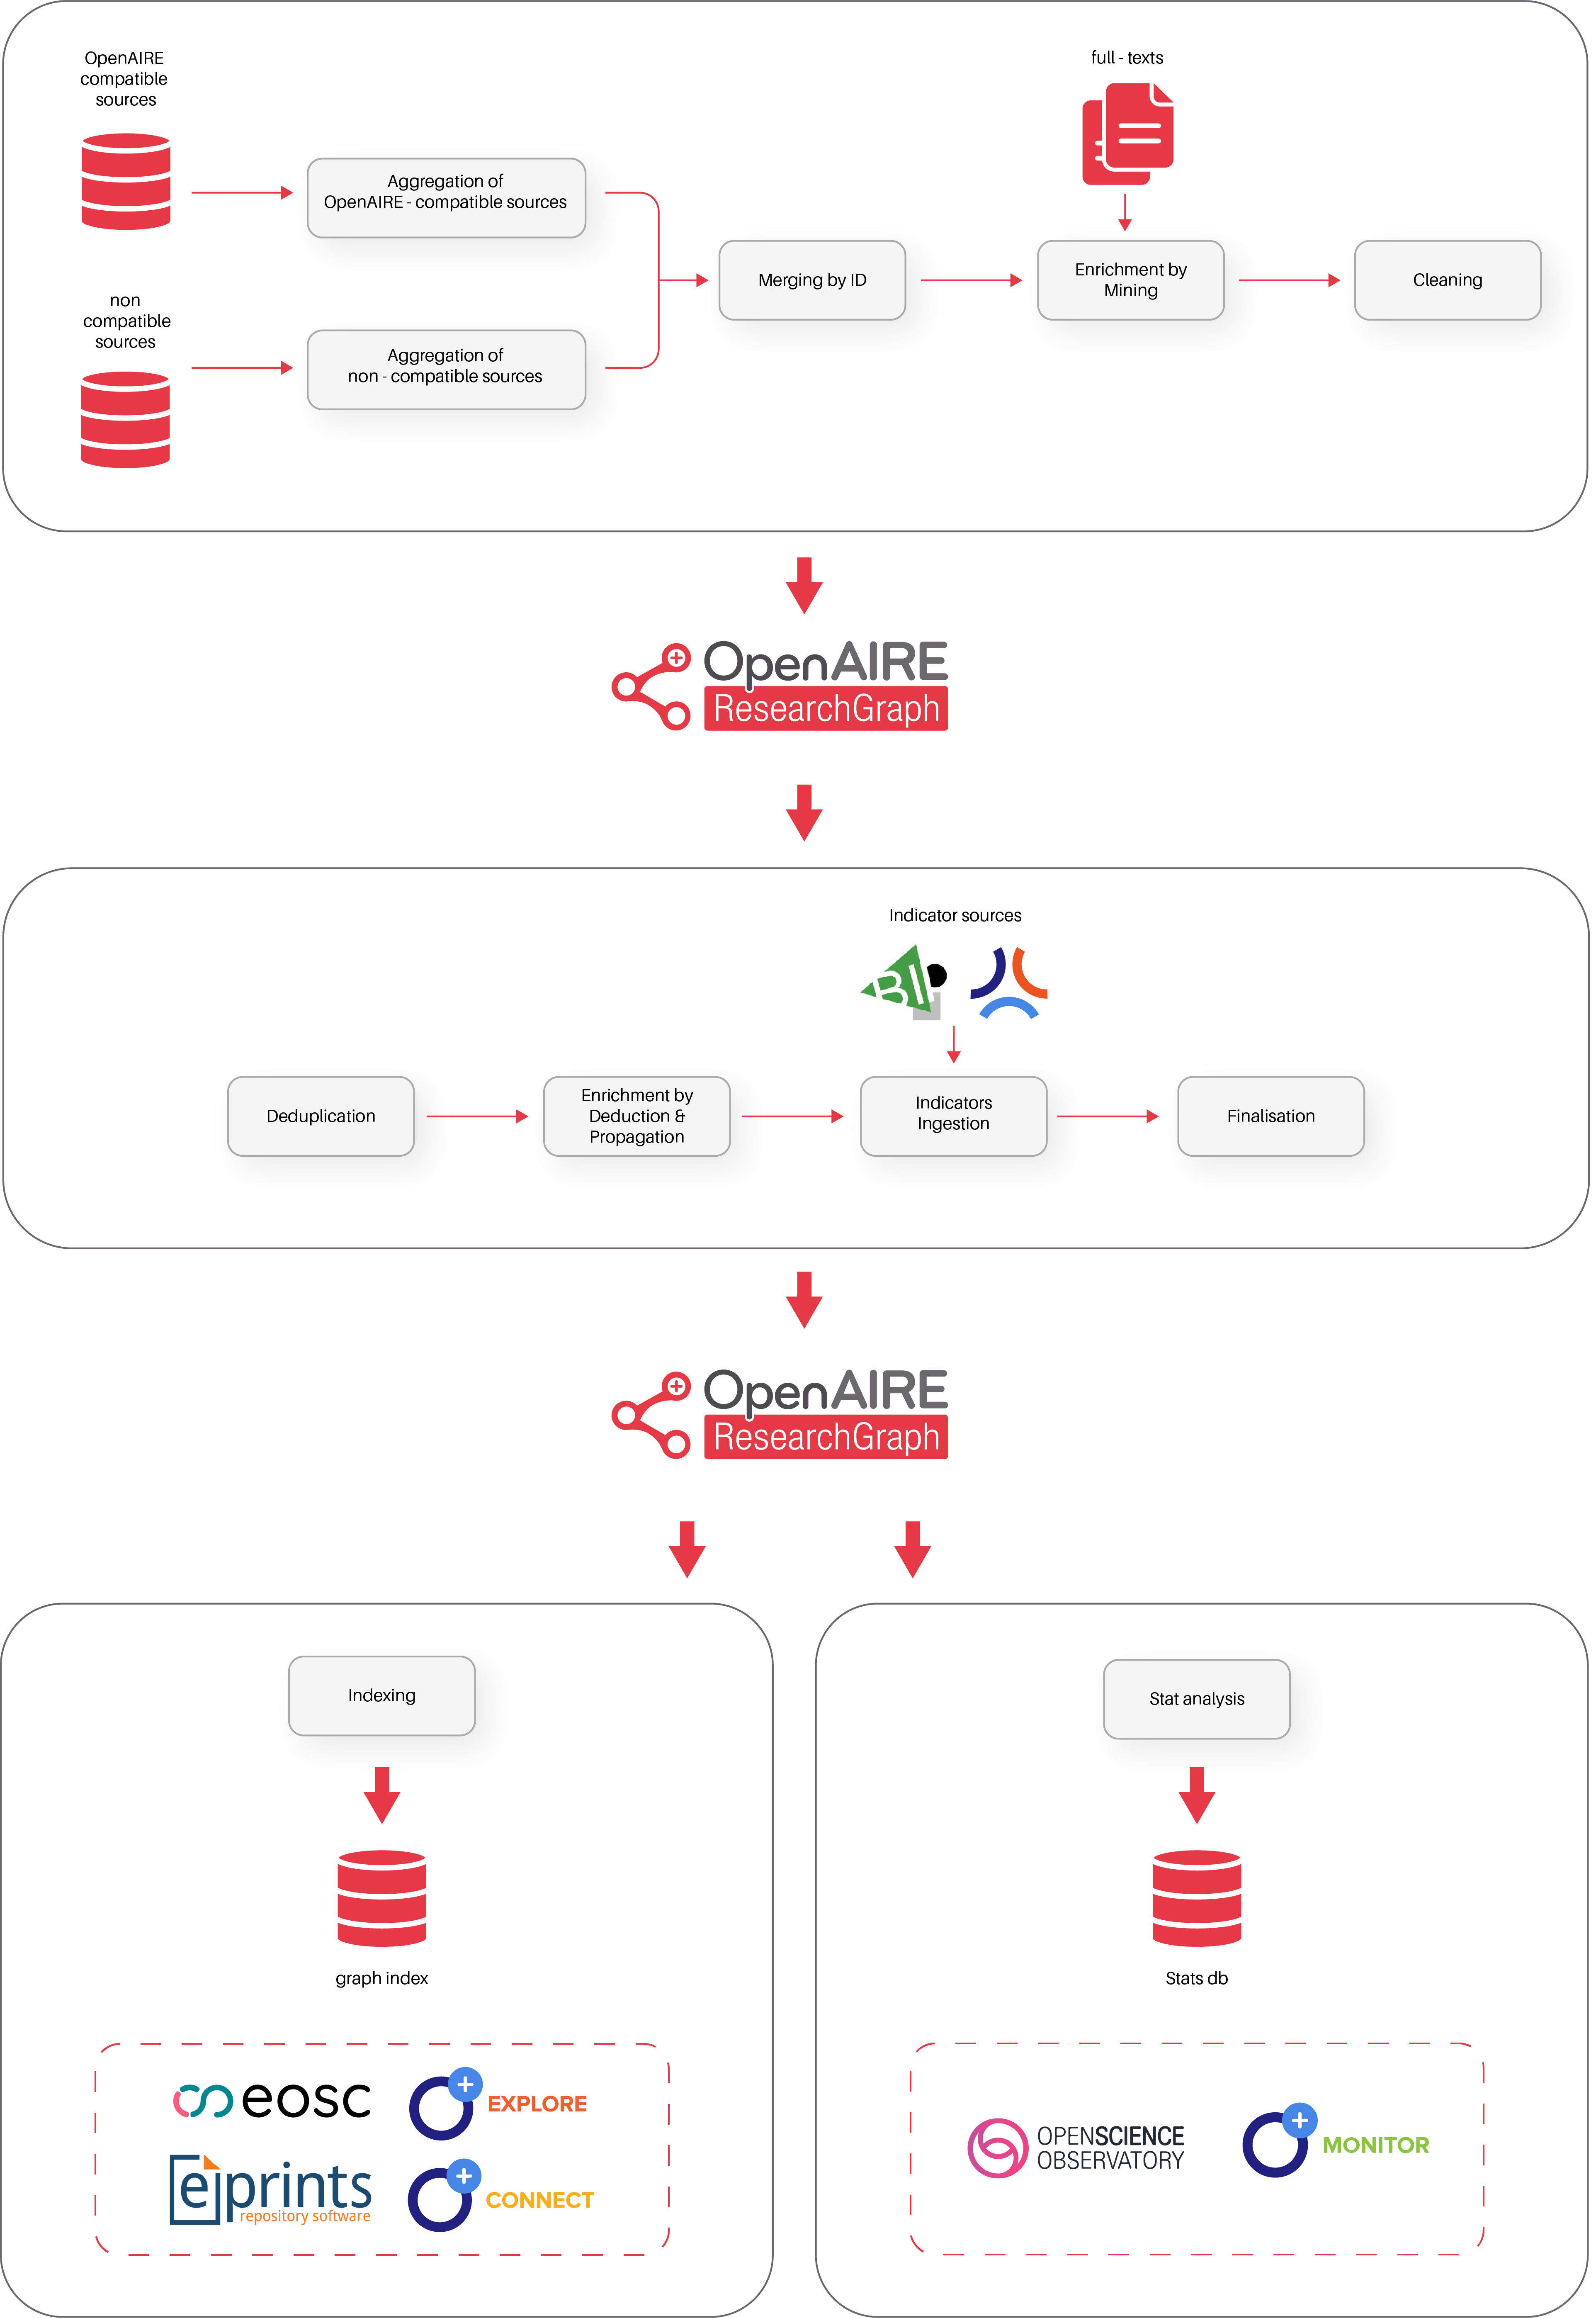 OpenAIRE
compatible
sources
full - texts
Aggregation of
OpenAIRE - compatible sources
Merging by ID
Enrichment by
Mining
Cleaning
non
compatible
sources
Aggregation of
non - compatible sources
OpenAIRE
ResearchGraph
Indicator sources
BIP
Deduplication
Enrichment by
Deduction &
Propagation
Indicators
Ingestion
Finalisation
OpenAIRE
ResearchGraph
Indexing
graph index
eosc
EXPLORE
eprints
repository software
CONNECT
Stat analysis
Stats db
OPENSCIENCE
OBSERVATORY
MONITOR